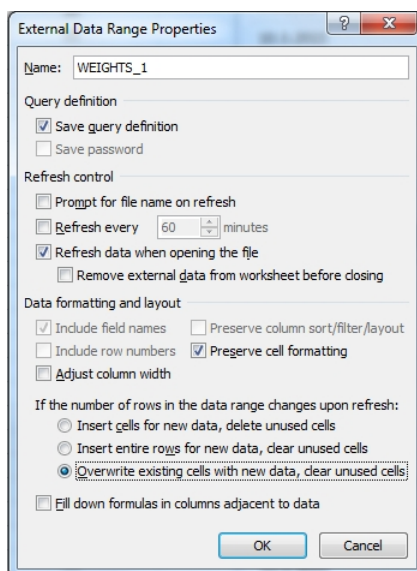 External Data Range Properties
Name: WEIGHTS_1
Query definition
Save query definition
Save password
Refresh control
Prompt for file name on refresh
Refresh every 60 minutes
Refresh data when opening the file
Remove external data from worksheet before closing
Data formatting and layout
Include field names Preserve column sort/filter/layout
Include row numbers Preserve cell formatting
Adjust column width
If the number of rows in the data range changes upon refresh:
Insert cells for new data, delete unused cells
Insert entire rows for new data, clear unused cells
Overwrite existing cells with new data, clear unused cells
Fill down formulas in columns adjacent to data
OK Cancel